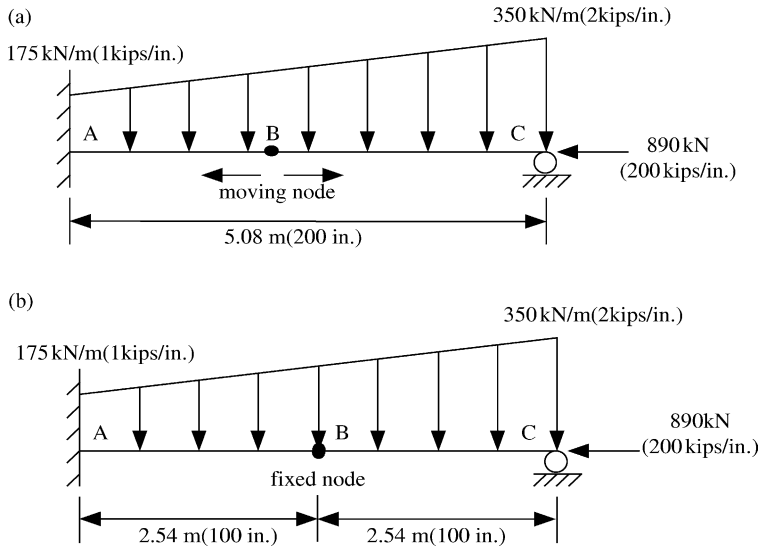 (a)
350 kN/m(2kips/in.)
175 kN/m(1kips/in.)
A
B
C
890 kN
(200 kips/in.)
moving node
5.08 m(200 in.)
(b)
350 kN/m(2kips/in.)
175 kN/m(1kips/in.)
A
B
C
890kN
(200 kips/in.)
fixed node
2.54 m(100 in.)
2.54 m(100 in.)